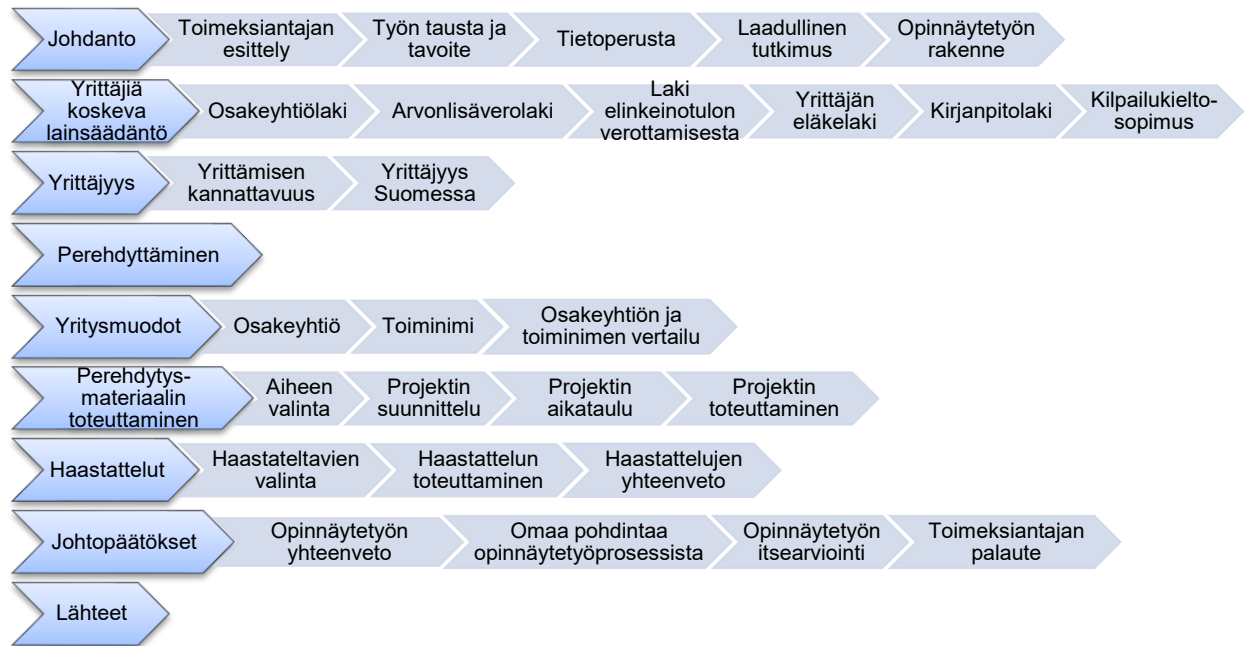 Johdanto
Toimeksiantajan
esittely
Työn tausta ja
tavoite
Tietoperusta
Laadullinen
tutkimus
Opinnäytetyön
rakenne
Yrittäjiä
koskeva
lainsäädäntö
Osakeyhtiölaki
Arvonlisäverolaki
Laki
elinkeinotulon
verottamisesta
Yrittäjän
eläkelaki
Kirjanpitolaki
Kilpailukielto-
sopimus
Yrittäjyys
Yrittämisen
kannattavuus
Yrittäjyys
Suomessa
Perehdyttäminen
Yritysmuodot
Osakeyhtiö
Toiminimi
Osakeyhtiön ja
toiminimen vertailu
Perehdytys-
materiaalin
toteuttaminen
Aiheen
valinta
Projektin
suunnittelu
Projektin
aikataulu
Projektin
toteuttaminen
Haastattelut
Haastateltavien
valinta
Haastattelun
toteuttaminen
Haastattelujen
yhteenveto
Johtopäätökset
Opinnäytetyön
yhteenveto
Omaa pohdintaa
opinnäytetyöprosessista
Opinnäytetyön
itsearviointi
Toimeksiantajan
palaute
Lähteet